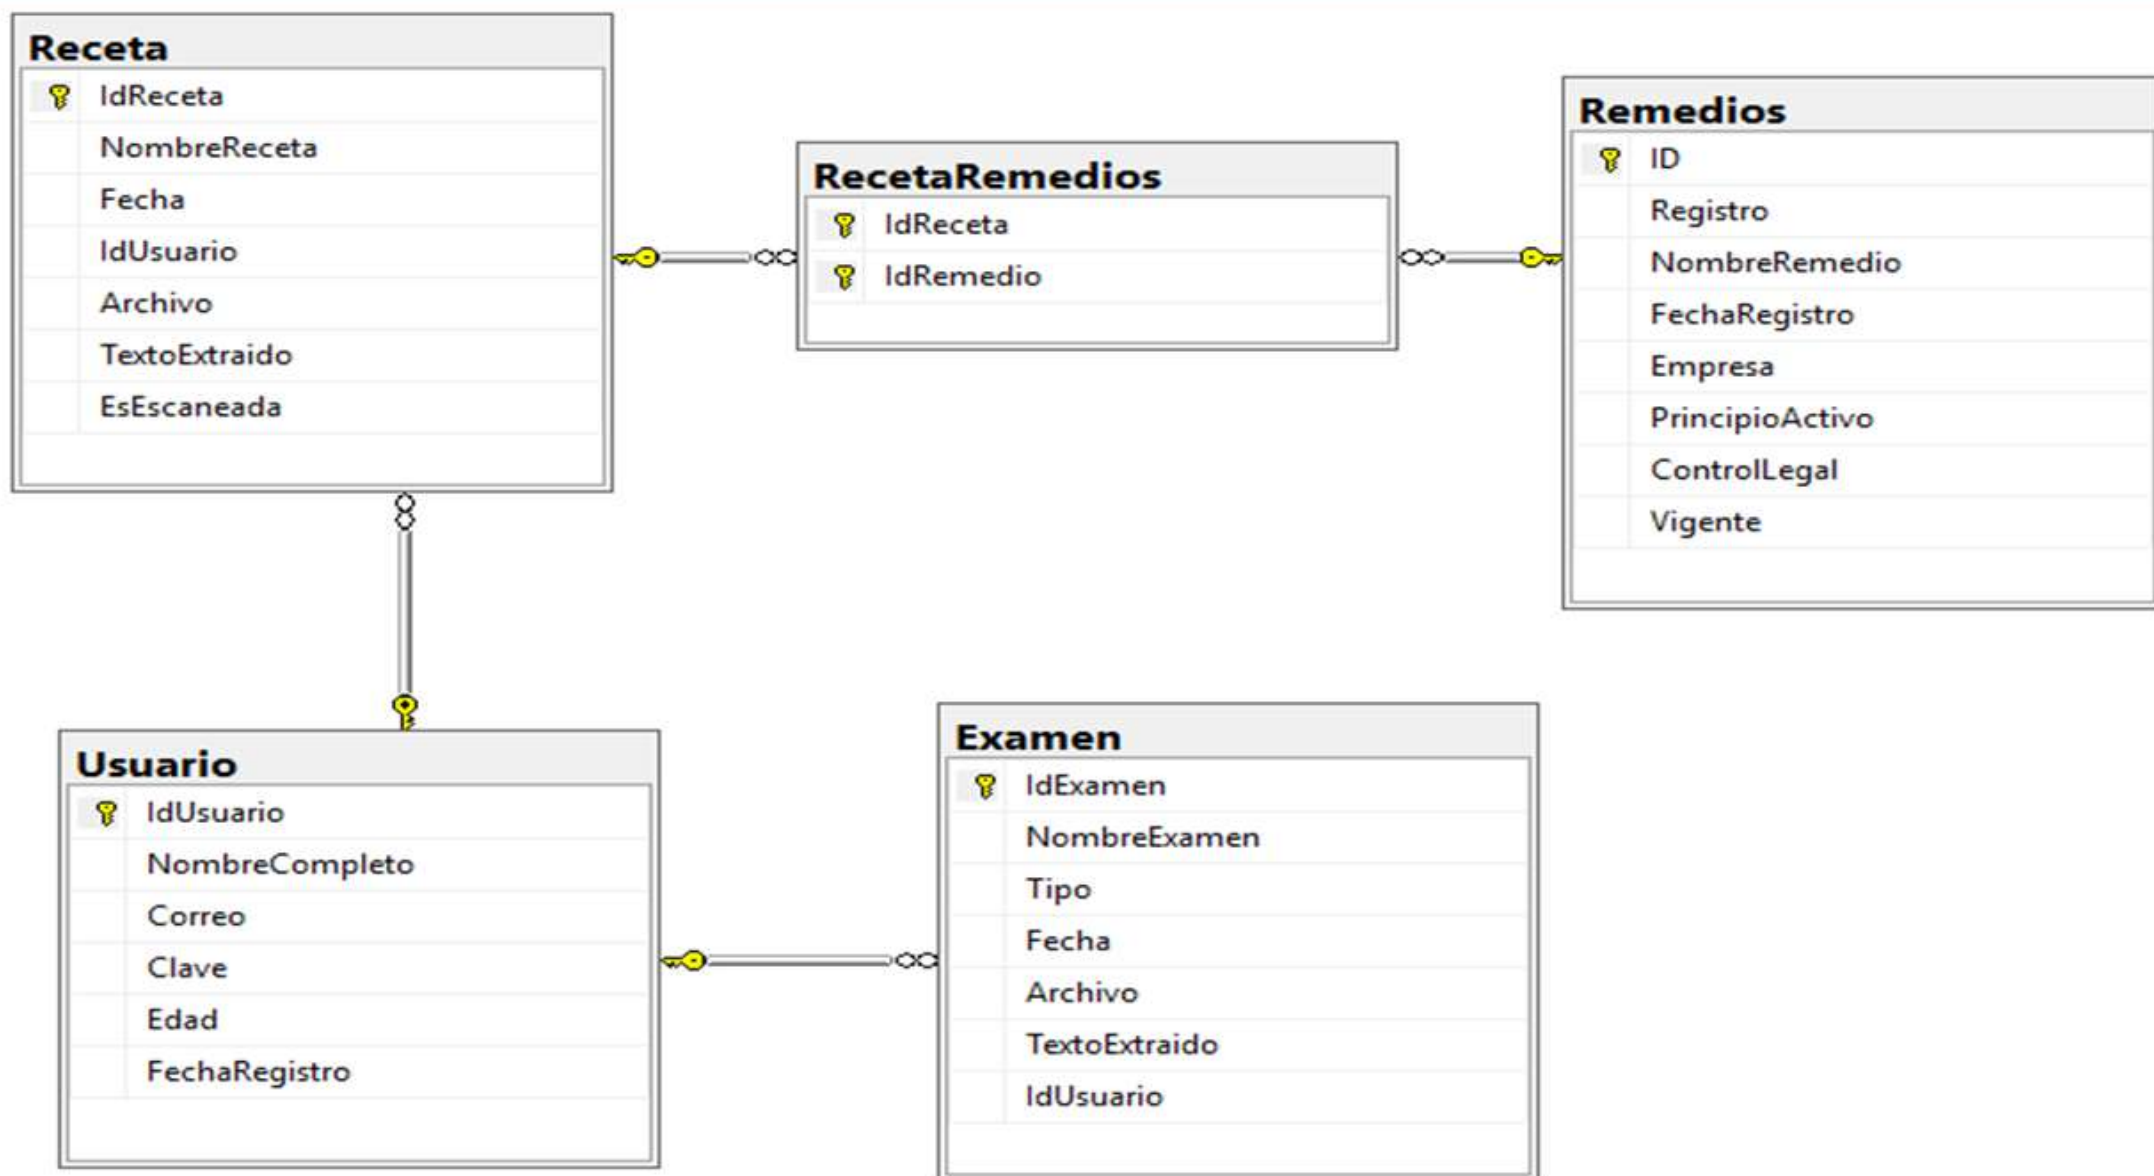 Receta
IdReceta
NombreReceta
Fecha
IdUsuario
Archivo
TextoExtraido
EsEscaneada
RecetaRemedios
IdReceta
IdRemedio
Remedios
ID
Registro
NombreRemedio
FechaRegistro
Empresa
PrincipioActivo
ControlLegal
Vigente
Usuario
IdUsuario
NombreCompleto
Correo
Clave
Edad
FechaRegistro
Examen
IdExamen
NombreExamen
Tipo
Fecha
Archivo
TextoExtraido
IdUsuario